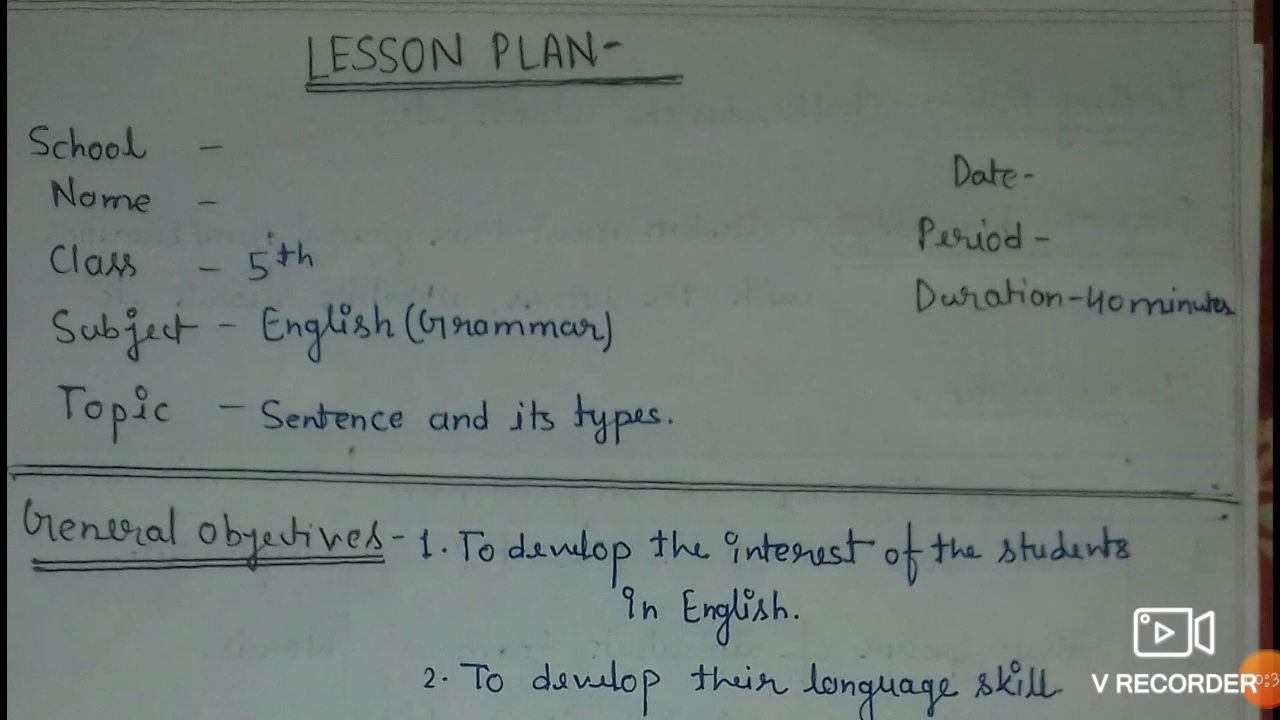 LESSON PLAN-
School -
Name -
Class - 5th
Subject - English (Grammar)
Topic - Sentence and its types.
Date-
Period-
Duration-40 minutes
General Objectives- 1. To develop the interest of the students
in English.
2. To develop their language skill.
V RECORDER